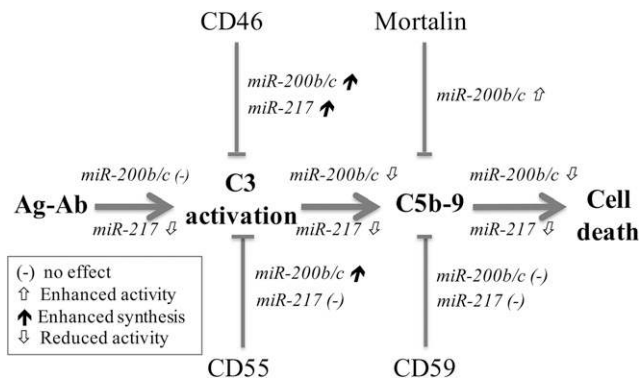 CD46
Mortalin
miR-200b/c ⬆
miR-217 ⬆
miR-200b/c ⇧
miR-200b/c (-)
miR-200b/c ⇩
miR-200b/c ⇩
Ag-Ab
C3
activation
C5b-9
Cell
death
miR-217 ⇩
miR-217 ⇩
miR-217 ⇩
(-) no effect
⇧ Enhanced activity
⬆ Enhanced synthesis
⇩ Reduced activity
miR-200b/c ⬆
miR-217 (-)
miR-200b/c (-)
miR-217 (-)
CD55
CD59